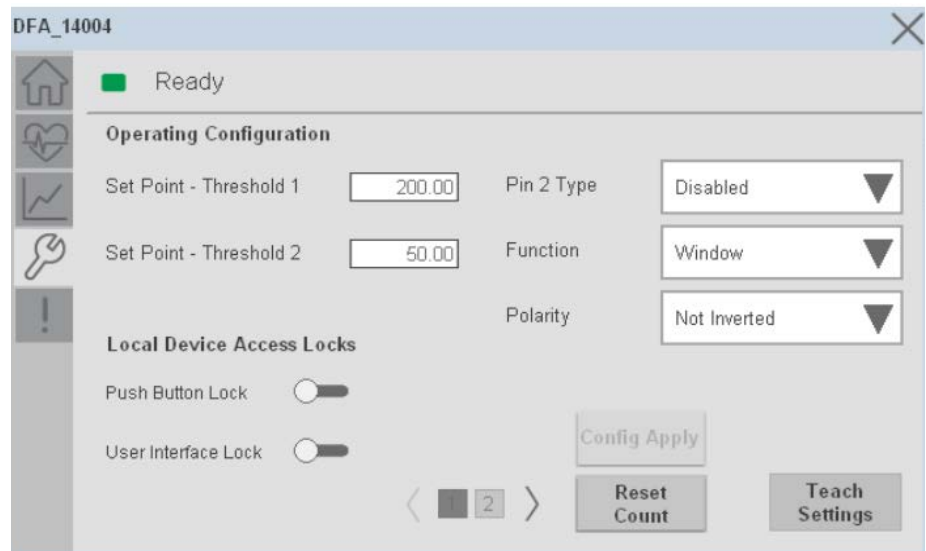 DFA_14004
Ready
Operating Configuration
Set Point - Threshold 1
200.00
Pin 2 Type
Disabled
Set Point - Threshold 2
50.00
Function
Window
Polarity
Not Inverted
Local Device Access Locks
Push Button Lock
User Interface Lock
Config Apply
1
2
Reset
Count
Teach
Settings